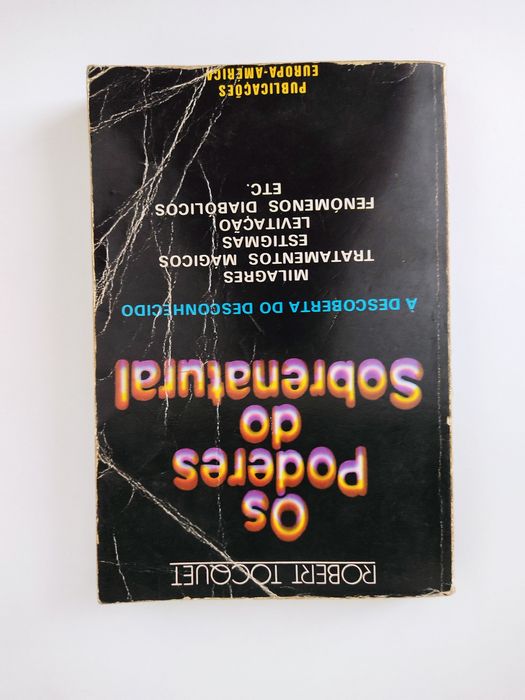 ROBERT TOCQUET
Os
Poderes
do
Sobrenatural
À DESCOBERTA DO DESCONHECIDO
MILAGRES
TRATAMENTOS MÁGICOS
ESTIGMAS
LEVITAÇÃO
FENÓMENOS DIABÓLICOS
ETC.
PUBLICAÇÕES
EUROPA-AMÉRICA